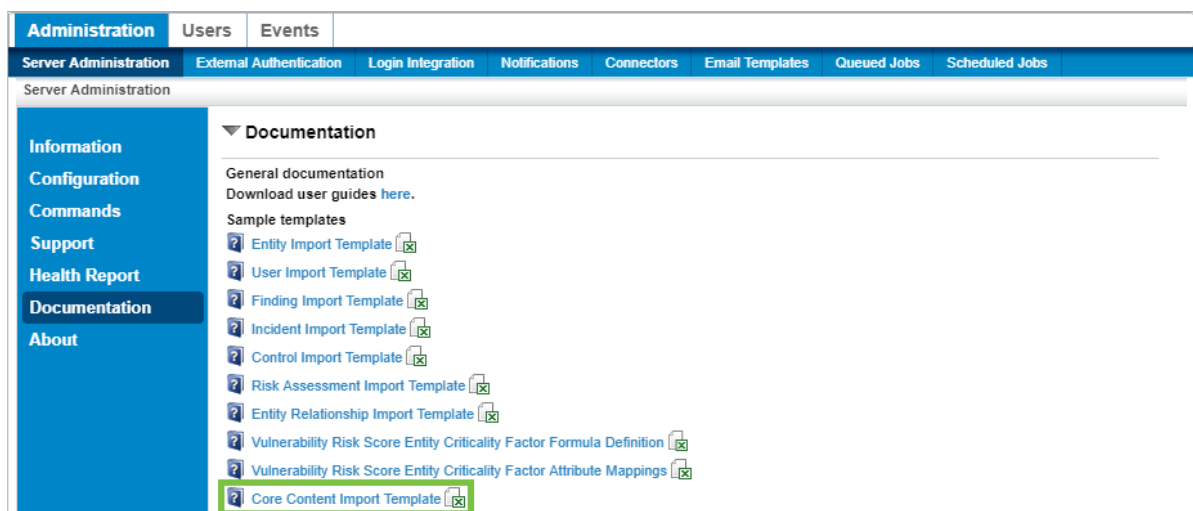 Administration Users Events
Server Administration External Authentication Login Integration Notifications Connectors Email Templates Queued Jobs Scheduled Jobs
Server Administration
Information
Configuration
Commands
Support
Health Report
Documentation
About
Documentation
General documentation
Download user guides here.
Sample templates
Entity Import Template
User Import Template
Finding Import Template
Incident Import Template
Control Import Template
Risk Assessment Import Template
Entity Relationship Import Template
Vulnerability Risk Score Entity Criticality Factor Formula Definition
Vulnerability Risk Score Entity Criticality Factor Attribute Mappings
Core Content Import Template